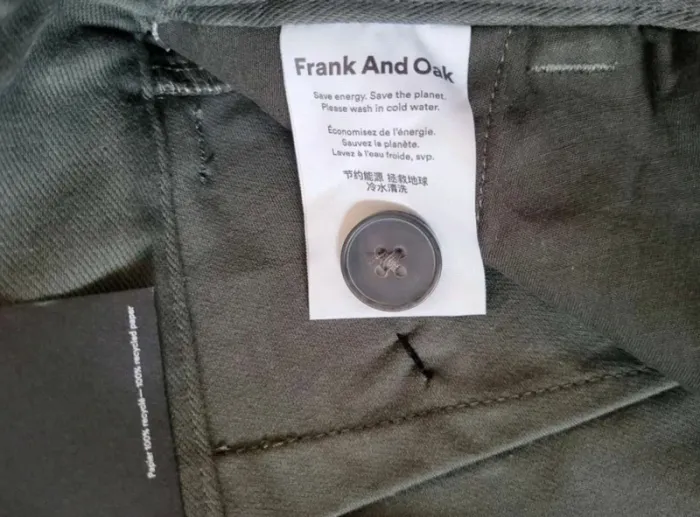 Frank And Oak
Save energy. Save the planet.
Please wash in cold water.
Économisez de l'énergie.
Sauvez la planète.
Lavez à l'eau froide, svp.
节约能源 拯救地球
冷水清洗
Papier 100% recyclé—100% recycled paper